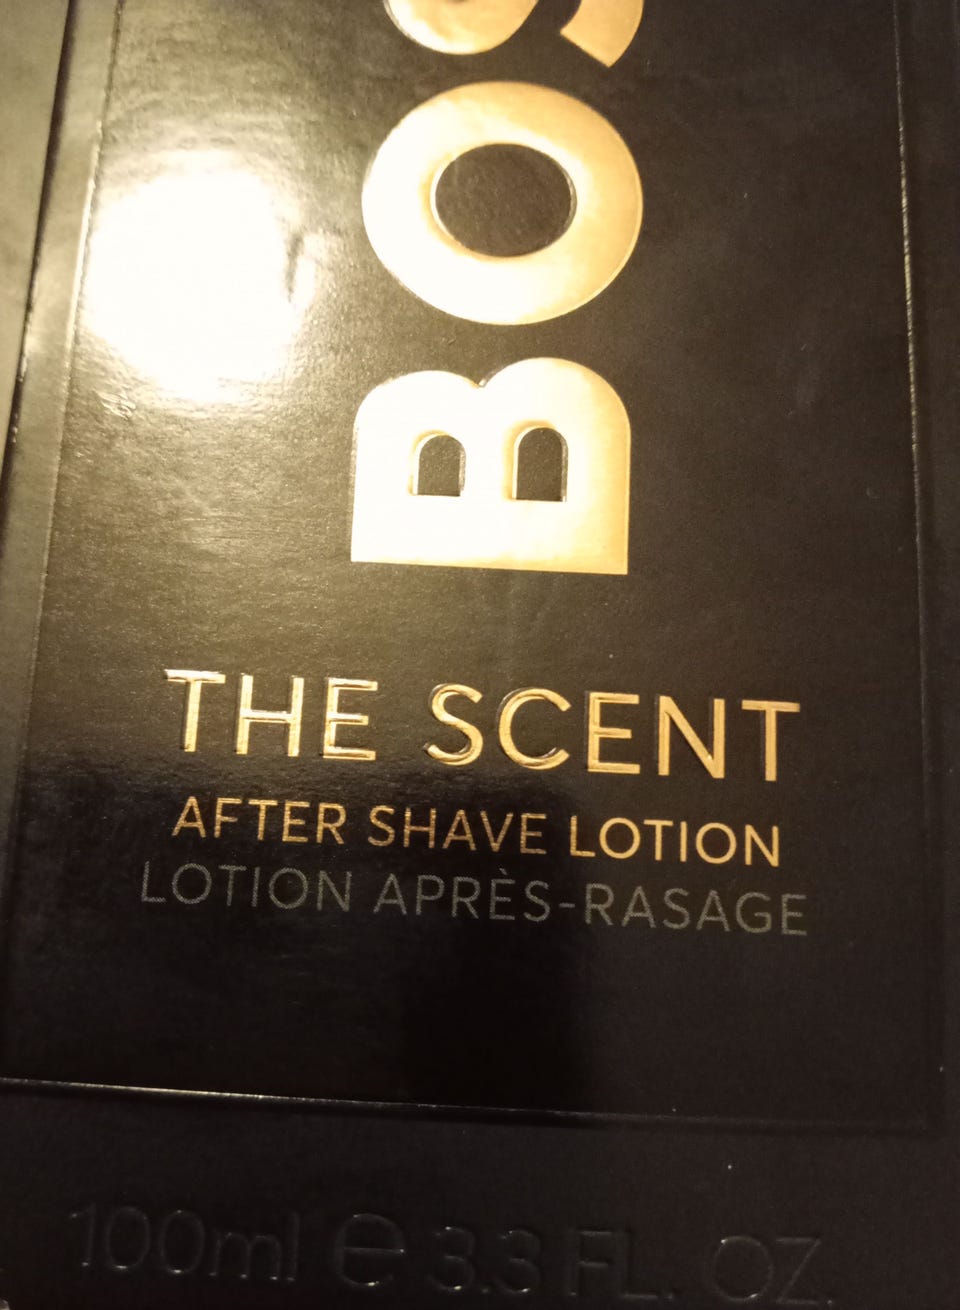 BOS
THE SCENT
AFTER SHAVE LOTION
LOTION APRÈS-RASAGE
100ml e 3.3 FL. OZ.